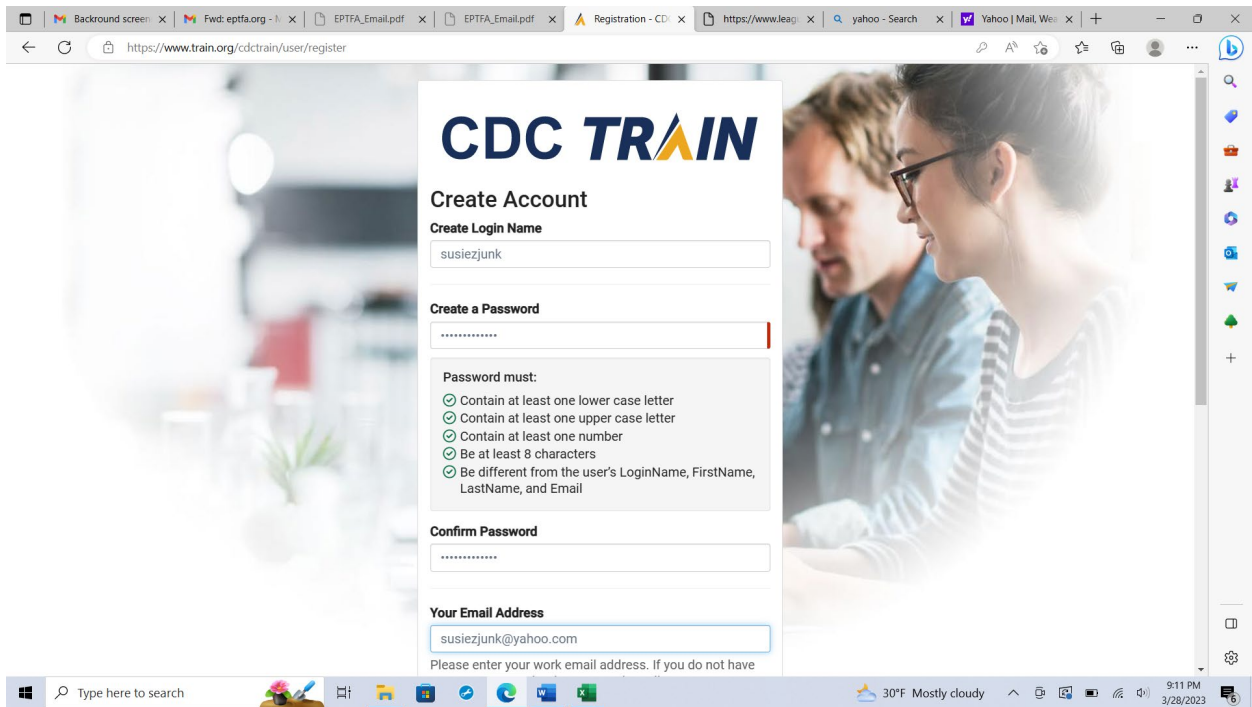 Backround screen
Fwd: eptfa.org - M
EPTFA_Email.pdf
EPTFA_Email.pdf
Registration - CD
https://www.leag
yahoo - Search
Yahoo | Mail, Wea
https://www.train.org/cdctrain/user/register
CDC TRAIN
Create Account
Create Login Name
susiezjunk
Create a Password
•••••••••••••
Password must:
Contain at least one lower case letter
Contain at least one upper case letter
Contain at least one number
Be at least 8 characters
Be different from the user's LoginName, FirstName,
LastName, and Email
Confirm Password
•••••••••••••
Your Email Address
susiezjunk@yahoo.com
Please enter your work email address. If you do not have
Type here to search
30°F Mostly cloudy
9:11 PM
3/28/2023
6